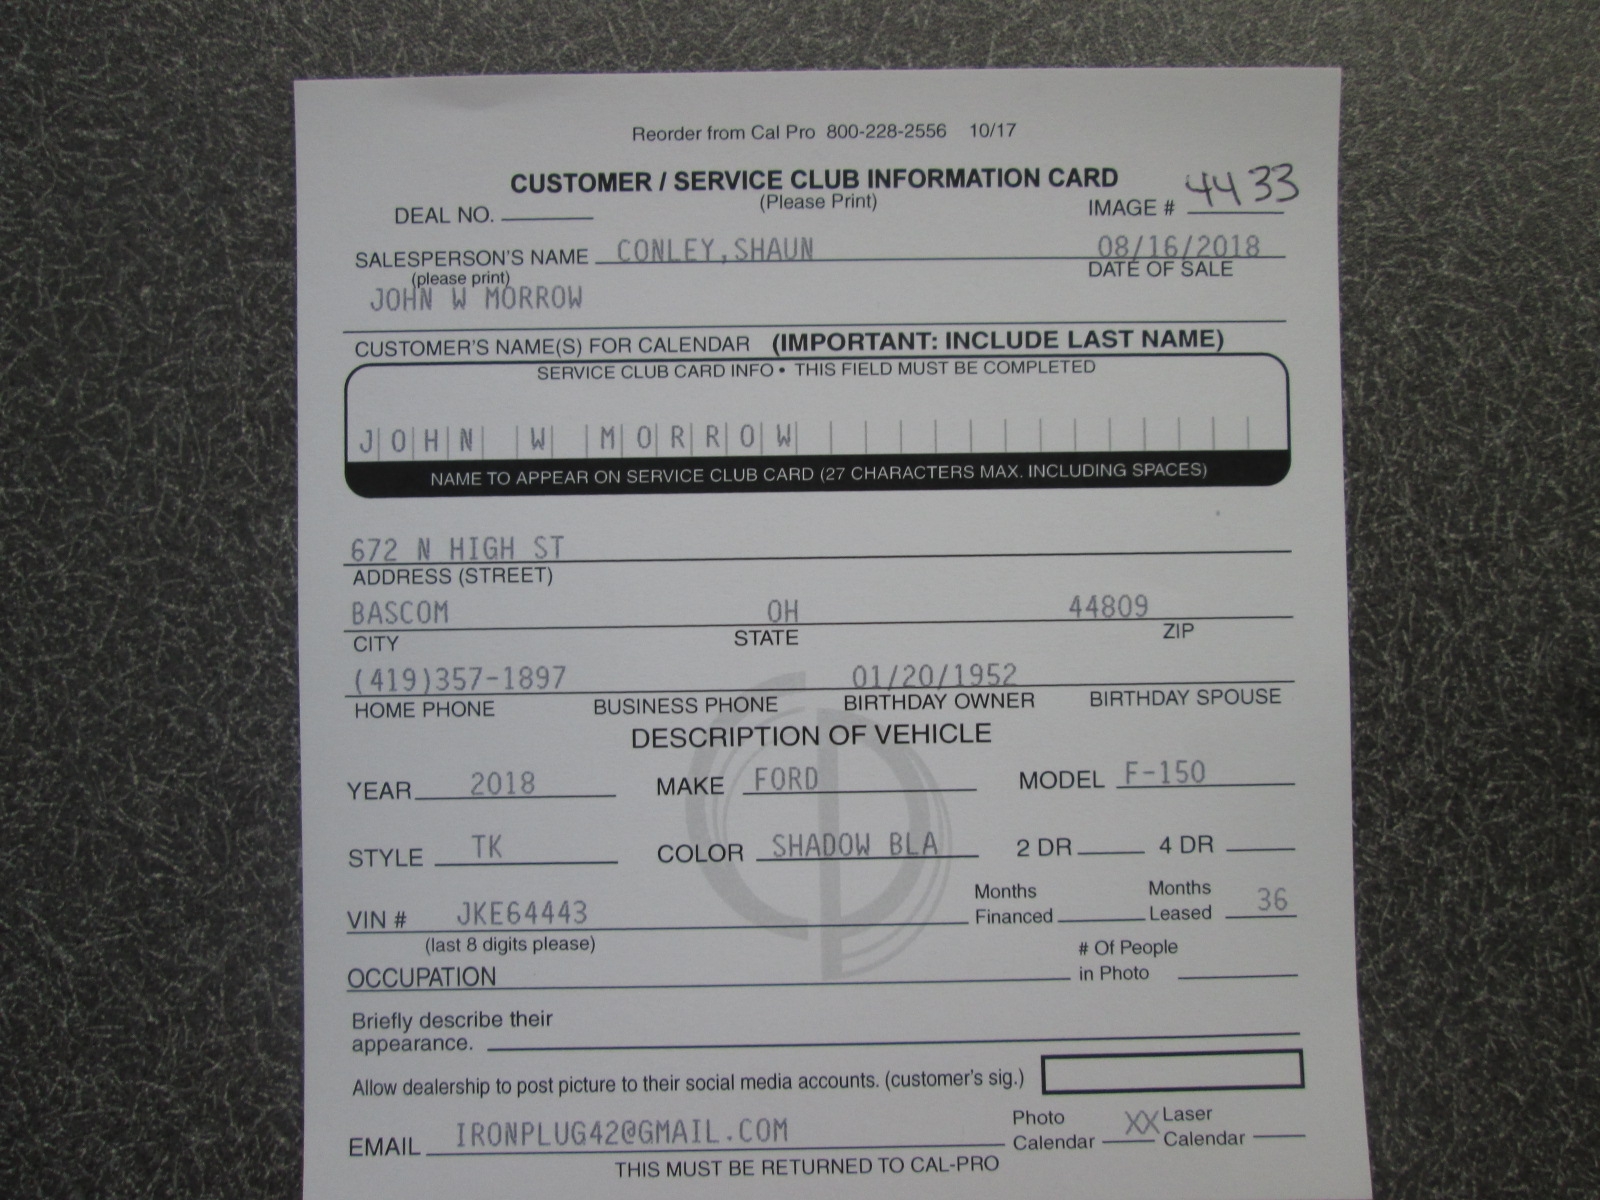 Reorder from Cal Pro 800-228-2556 10/17
CUSTOMER / SERVICE CLUB INFORMATION CARD
(Please Print)
DEAL NO. IMAGE # 4433
SALESPERSON'S NAME CONLEY,SHAUN 08/16/2018
(please print) DATE OF SALE
JOHN W MORROW
CUSTOMER'S NAME(S) FOR CALENDAR (IMPORTANT: INCLUDE LAST NAME)
SERVICE CLUB CARD INFO • THIS FIELD MUST BE COMPLETED
JOHN W MORROW
NAME TO APPEAR ON SERVICE CLUB CARD (27 CHARACTERS MAX. INCLUDING SPACES)
672 N HIGH ST
ADDRESS (STREET)
BASCOM OH 44809
CITY STATE ZIP
(419)357-1897 01/20/1952
HOME PHONE BUSINESS PHONE BIRTHDAY OWNER BIRTHDAY SPOUSE
DESCRIPTION OF VEHICLE
YEAR 2018 MAKE FORD MODEL F-150
STYLE TK COLOR SHADOW BLA 2 DR 4 DR
VIN # JKE64443 Months Financed Months Leased 36
(last 8 digits please)
OCCUPATION # Of People in Photo
Briefly describe their
appearance.
Allow dealership to post picture to their social media accounts. (customer's sig.)
EMAIL IRONPLUG42@GMAIL.COM Photo Calendar XX Laser Calendar
THIS MUST BE RETURNED TO CAL-PRO